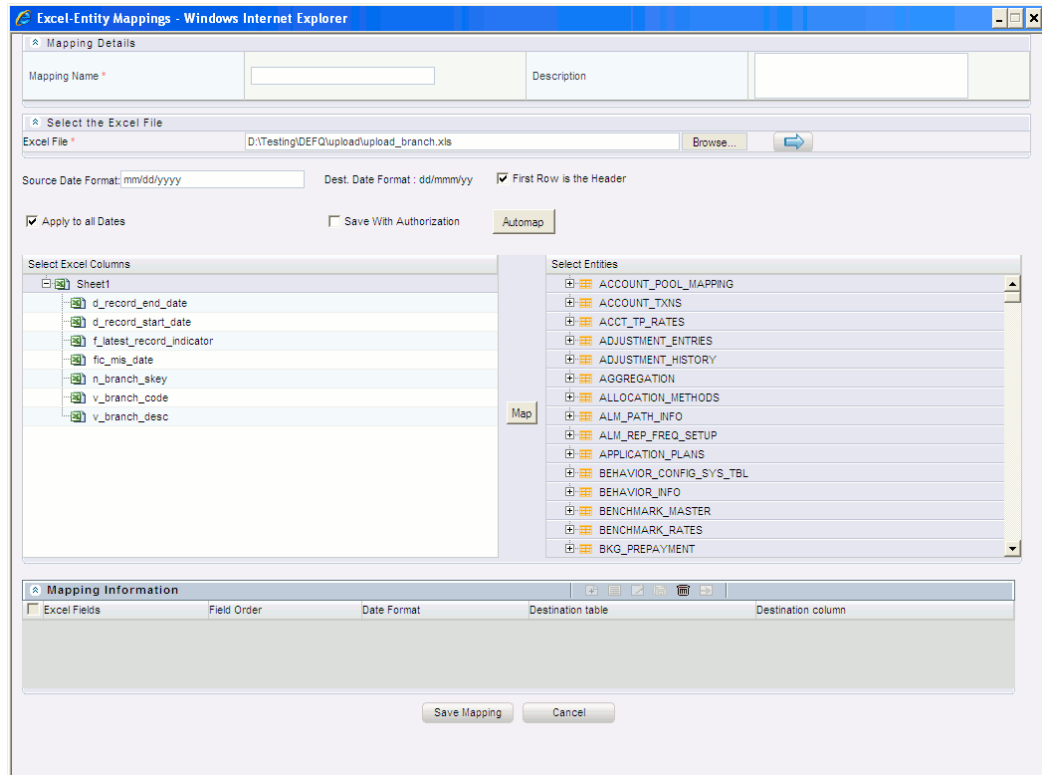 Excel-Entity Mappings - Windows Internet Explorer
Mapping Details
Mapping Name * Description
Select the Excel File
Excel File * D:\Testing\DEFQ\upload\upload_branch.xls Browse...
Source Date Format: mm/dd/yyyy Dest. Date Format : dd/mmm/yy First Row is the Header
Apply to all Dates Save With Authorization Automap
Select Excel Columns
Sheet1
d_record_end_date
d_record_start_date
f_latest_record_indicator
fic_mis_date
n_branch_skey
v_branch_code
v_branch_desc
Map
Select Entities
ACCOUNT_POOL_MAPPING
ACCOUNT_TXNS
ACCT_TP_RATES
ADJUSTMENT_ENTRIES
ADJUSTMENT_HISTORY
AGGREGATION
ALLOCATION_METHODS
ALM_PATH_INFO
ALM_REP_FREQ_SETUP
APPLICATION_PLANS
BEHAVIOR_CONFIG_SYS_TBL
BEHAVIOR_INFO
BENCHMARK_MASTER
BENCHMARK_RATES
BKG_PREPAYMENT
Mapping Information
Excel Fields Field Order Date Format Destination table Destination column
Save Mapping Cancel